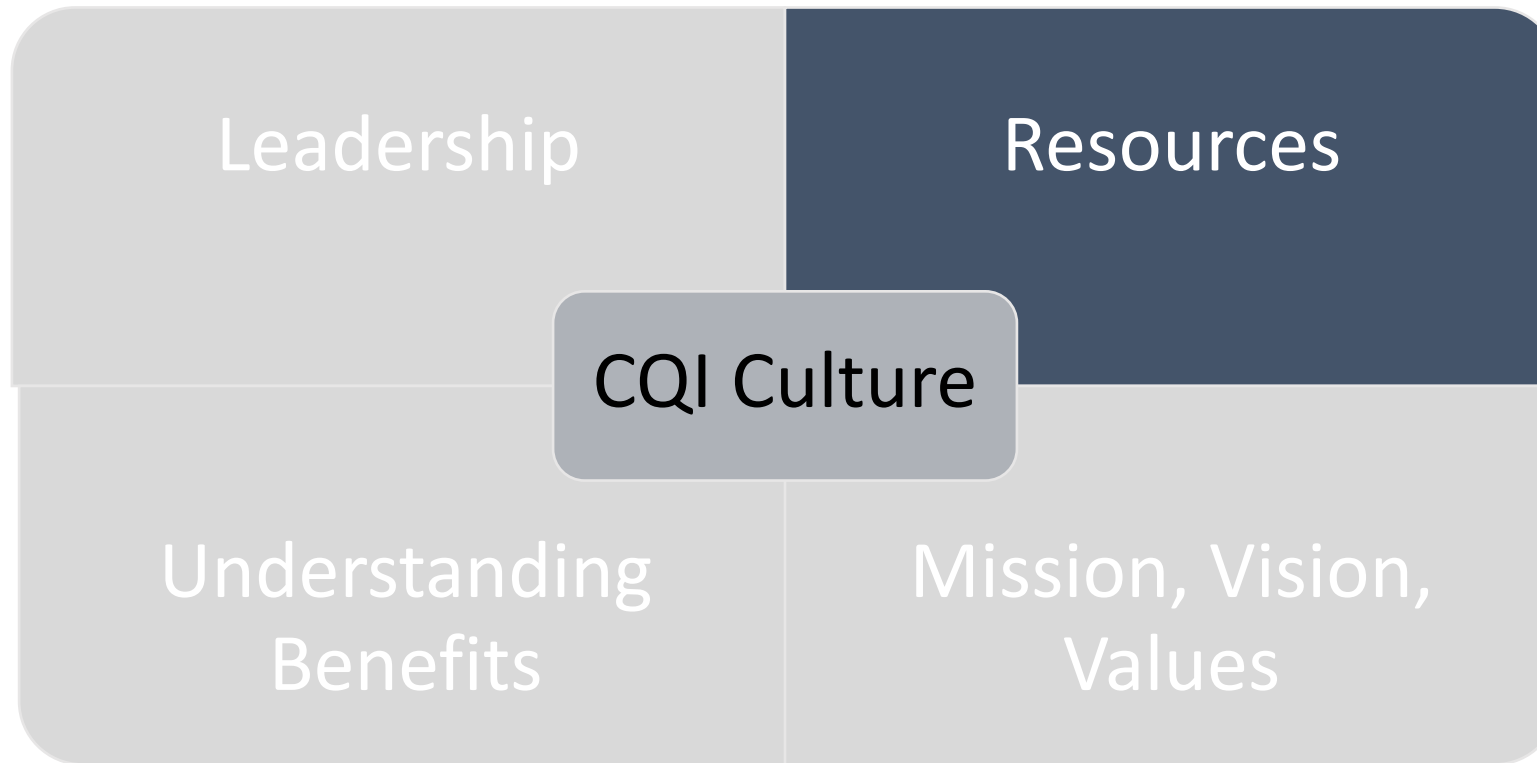 Leadership
Resources
CQI Culture
Understanding
Benefits
Mission, Vision,
Values